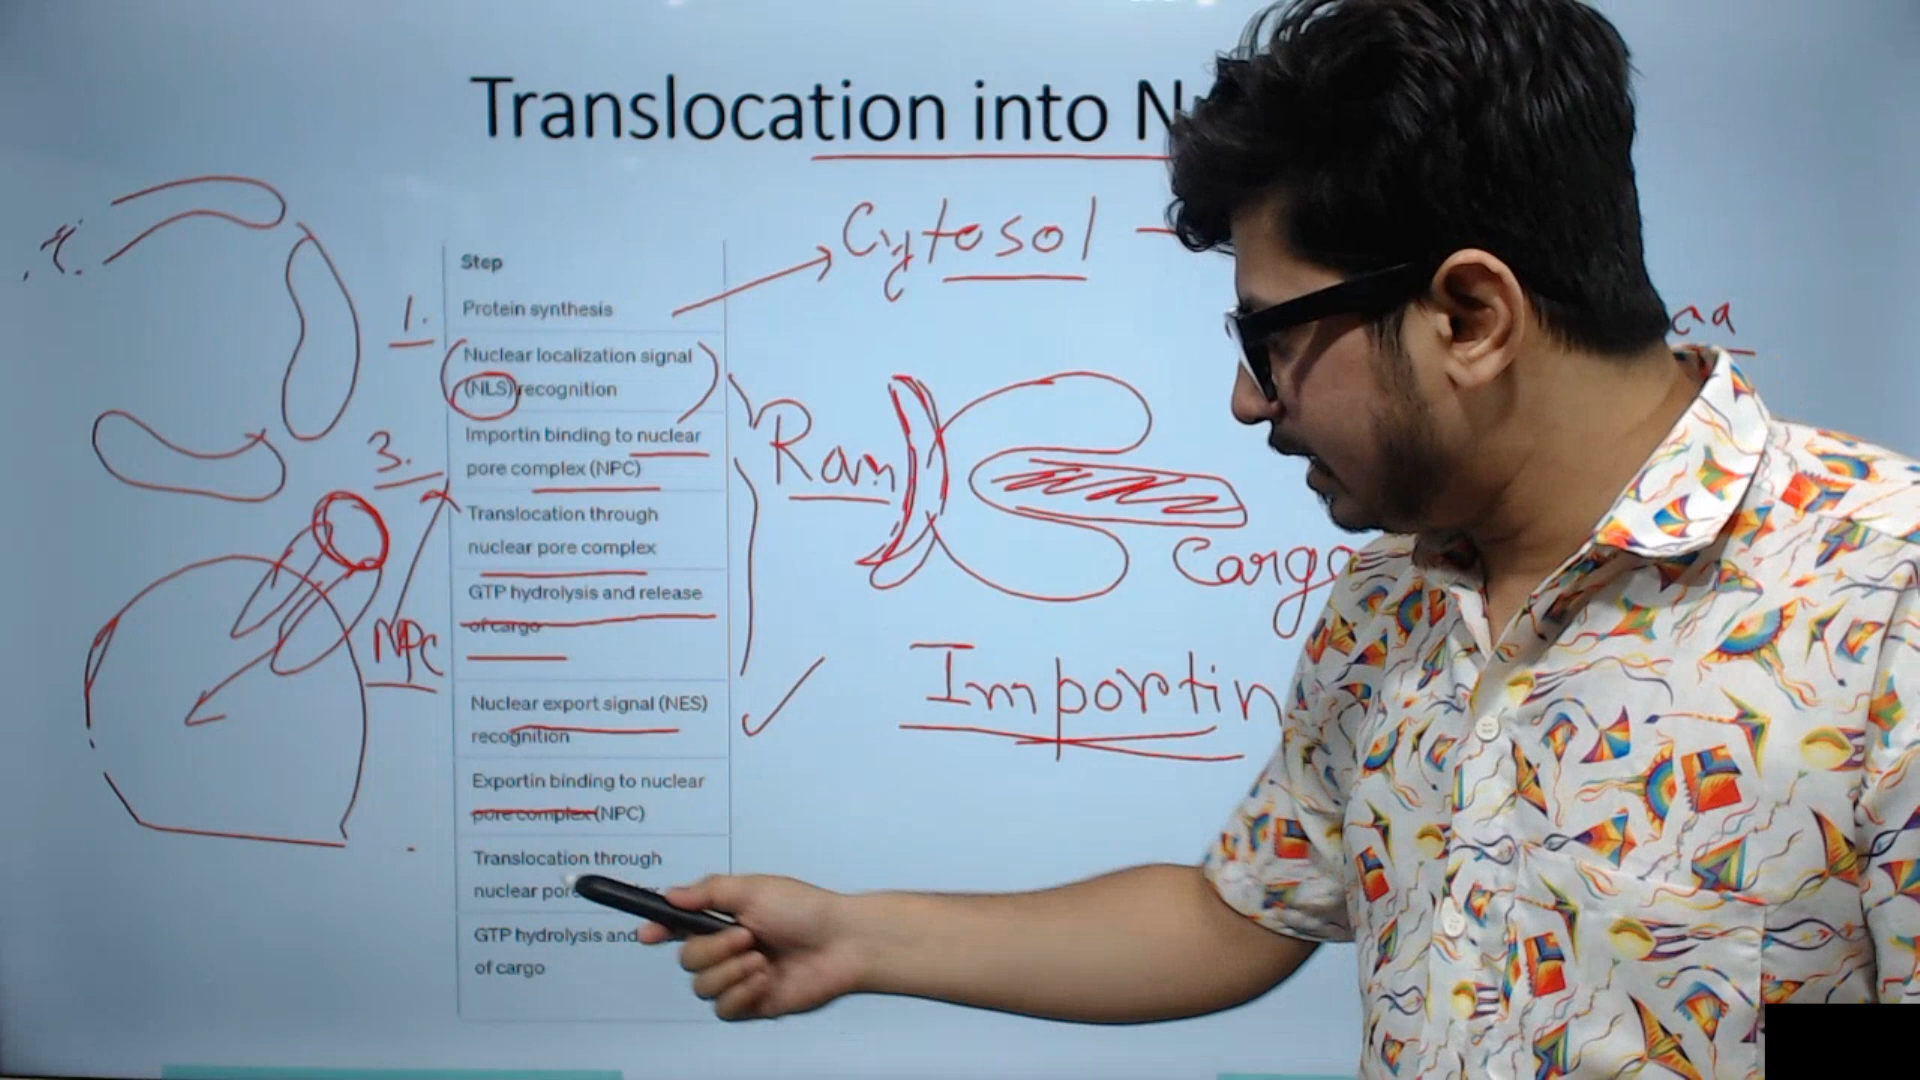 Translocation into
Cytosol
Step
Protein synthesis
1.
aa
Nuclear localization signal
(NLS) recognition
Importin binding to nuclear
pore complex (NPC)
3.
Ran
Translocation through
nuclear pore complex
Cargo
GTP hydrolysis and release
of cargo
NPC
Importin
Nuclear export signal (NES)
recognition
Exportin binding to nuclear
pore complex (NPC)
Translocation through
nuclear
GTP hydrolysis and
of cargo